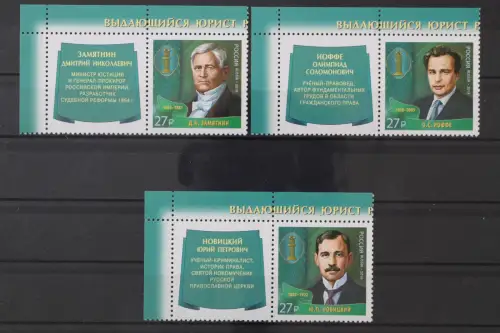 ВЫДАЮЩИЙСЯ ЮРИСТ Р
ЗАМЯТНИН
ДМИТРИЙ НИКОЛАЕВИЧ
МИНИСТР ЮСТИЦИИ
И ГЕНЕРАЛ-ПРОКУРОР
РОССИЙСКОЙ ИМПЕРИИ,
РАЗРАБОТЧИК
СУДЕБНОЙ РЕФОРМЫ 1864 г.
РОССИЯ
27₽
Д.Н. ЗАМЯТНИН
ВЫДАЮЩИЙСЯ ЮРИСТ Р
ИОФФЕ
ОЛИМПИАД
СОЛОМОНОВИЧ
УЧЁНЫЙ-ПРАВОВЕД,
АВТОР ФУНДАМЕНТАЛЬНЫХ
ТРУДОВ В ОБЛАСТИ
ГРАЖДАНСКОГО ПРАВА
РОССИЯ
27₽
О.С. ИОФФЕ
ВЫДАЮЩИЙСЯ ЮРИСТ Р
НОВИЦКИЙ
ЮРИЙ ПЕТРОВИЧ
УЧЁНЫЙ-КРИМИНАЛИСТ,
ИСТОРИК ПРАВА,
СВЯТОЙ НОВОМУЧЕНИК
РУССКОЙ
ПРАВОСЛАВНОЙ ЦЕРКВИ
РОССИЯ
27₽
Ю.П. НОВИЦКИЙ